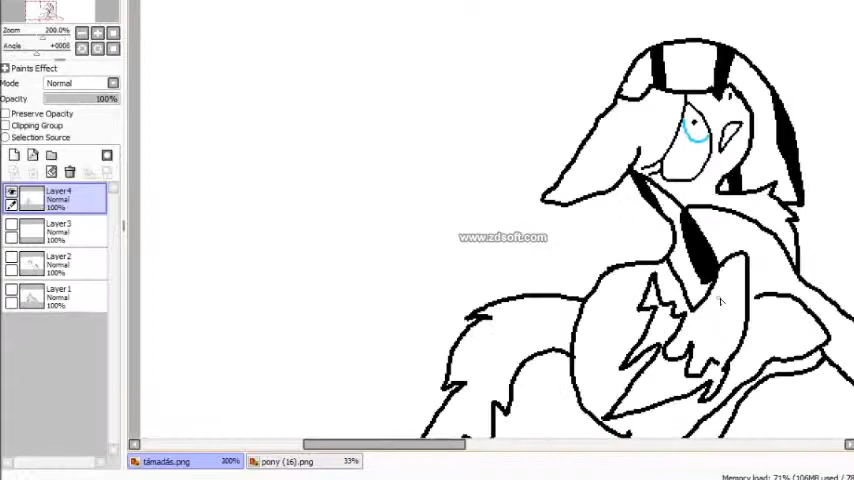 Zoom 200.0%
Angle +0008
Paints Effect
Mode Normal
Opacity 100%
Preserve Opacity
Clipping Group
Selection Source
Layer4
Normal
100%
Layer3
Normal
100%
Layer2
Normal
100%
Layer1
Normal
100%
www.zdsoft.com
támadás.png 200%
pony (16).png 33%
Memory load: 71% (106MB used / 78